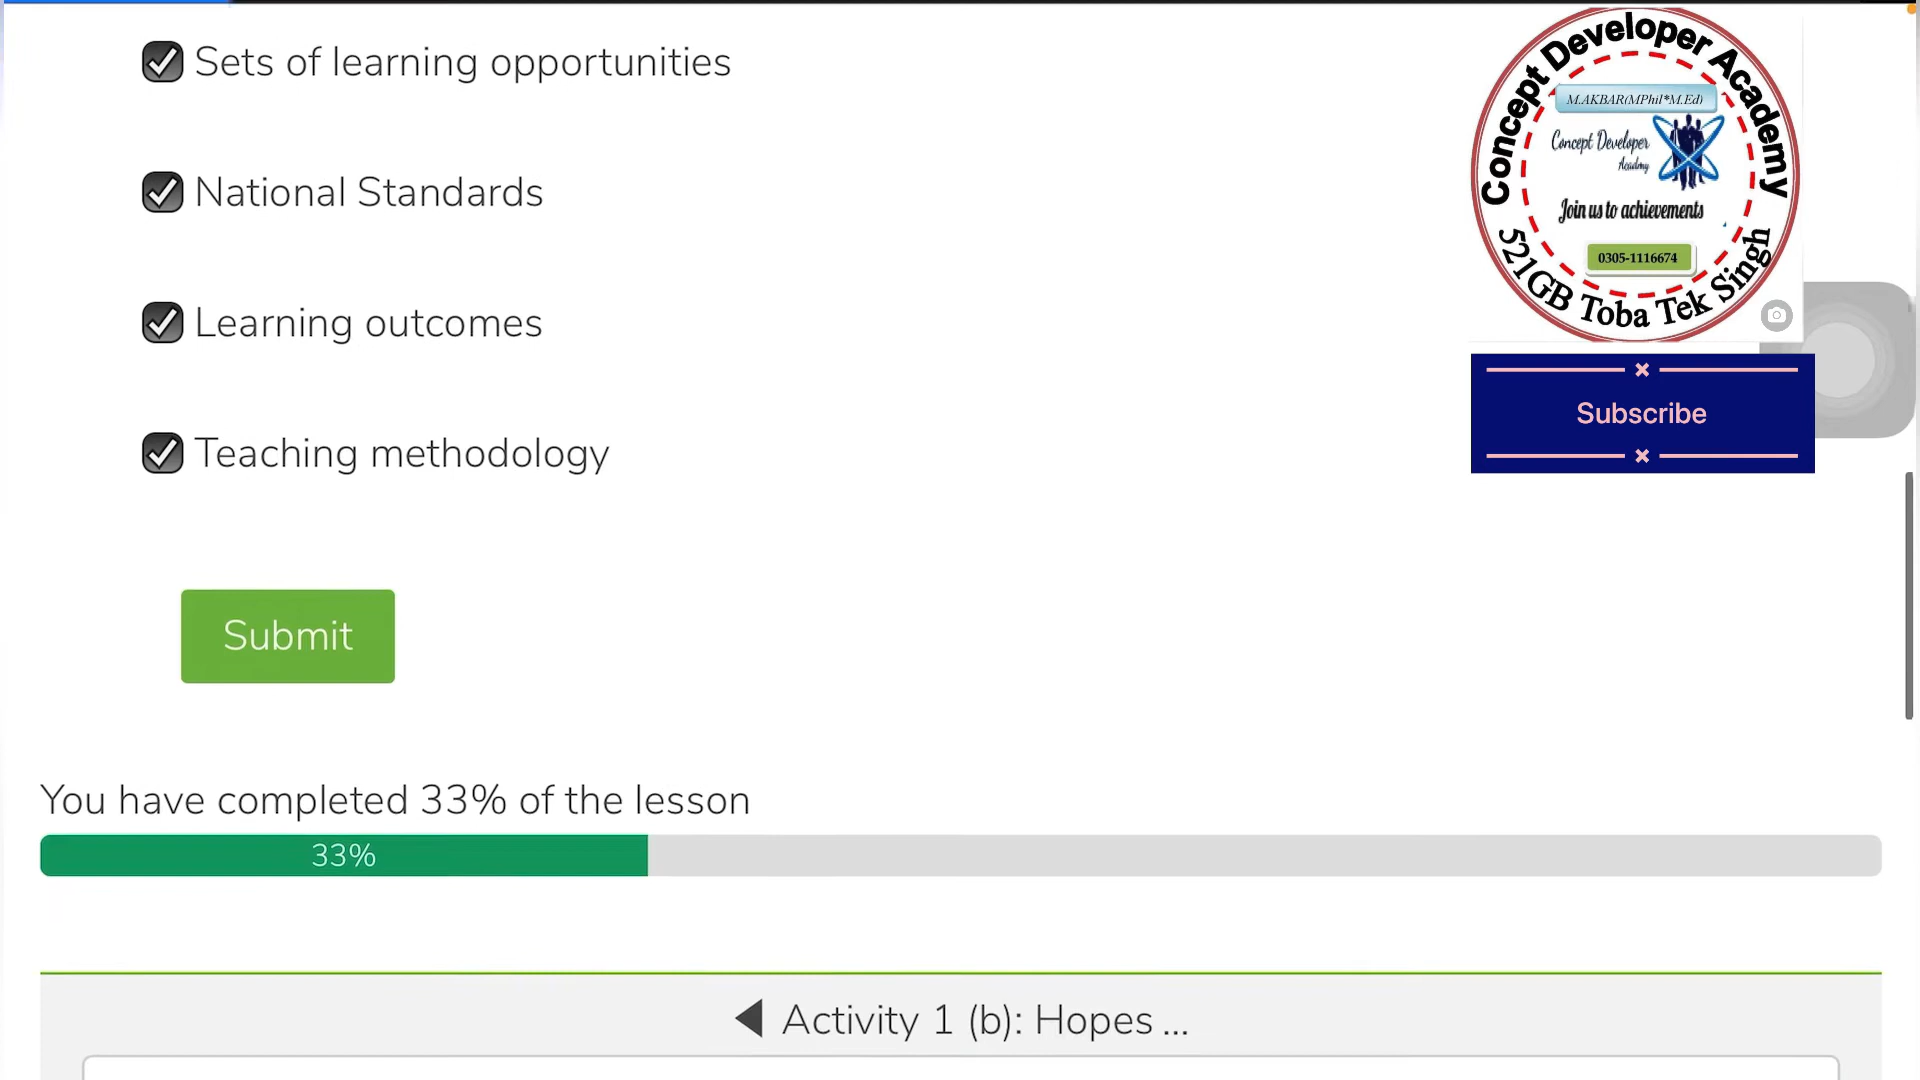 Sets of learning opportunities
National Standards
Learning outcomes
Teaching methodology
Submit
You have completed 33% of the lesson
33%
Activity 1 (b): Hopes ...
Concept Developer Academy
M.AKBAR(MPhil*M.Ed)
Concept Developer
Academy
Join us to achievements
0305-1116674
521GB Toba Tek Singh
Subscribe